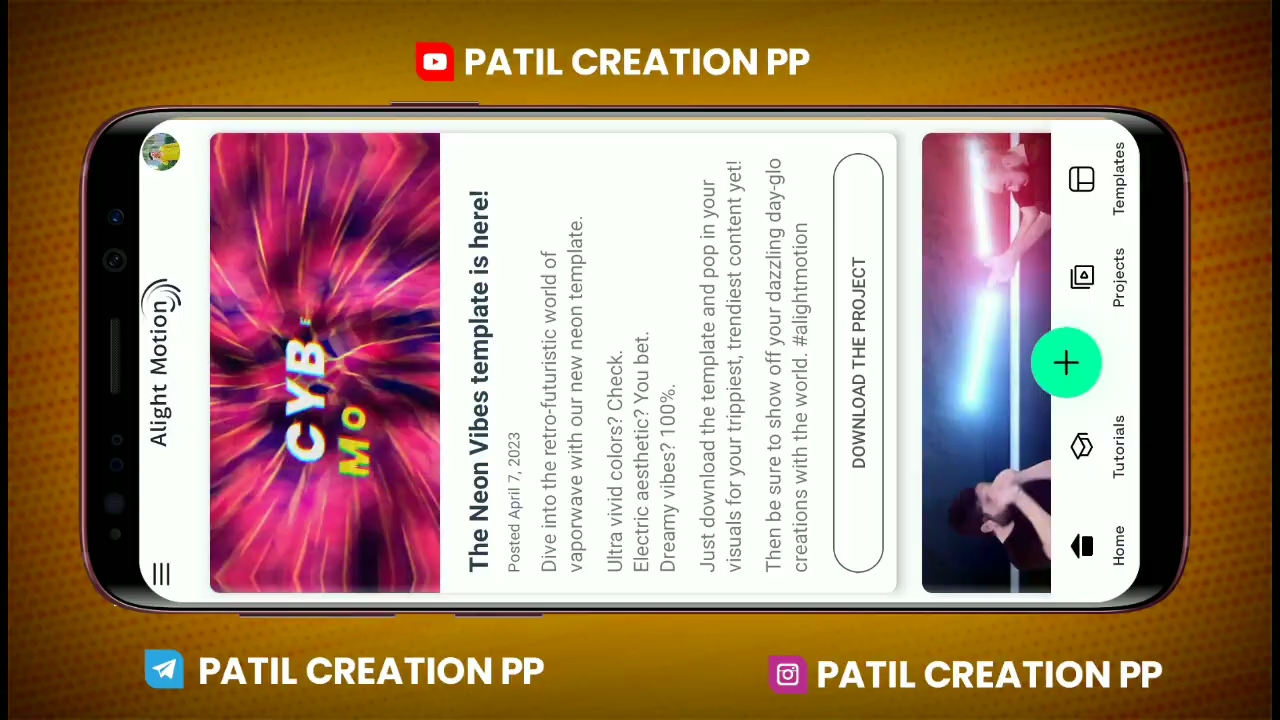 PATIL CREATION PP
Alight Motion
CYB
MO
The Neon Vibes template is here!
Posted April 7, 2023
Dive into the retro-futuristic world of
vaporwave with our new neon template.
Ultra vivid colors? Check.
Electric aesthetic? You bet.
Dreamy vibes? 100%.
Just download the template and pop in your
visuals for your trippiest, trendiest content yet!
Then be sure to show off your dazzling day-glo
creations with the world. #alightmotion
DOWNLOAD THE PROJECT
Home
Tutorials
Projects
Templates
PATIL CREATION PP
PATIL CREATION PP